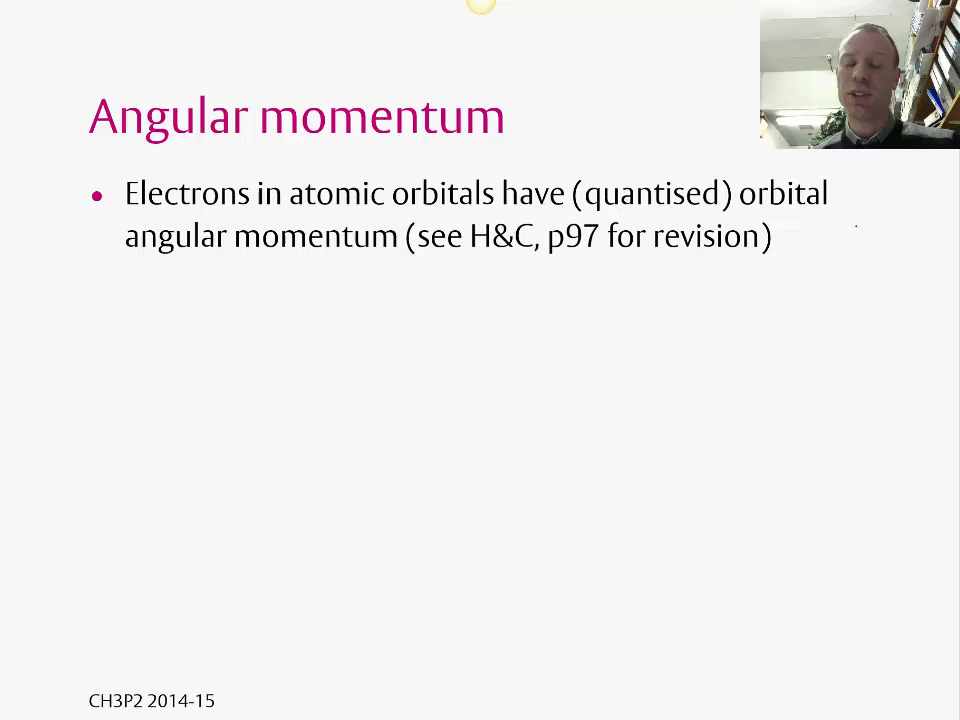 Angular momentum
• Electrons in atomic orbitals have (quantised) orbital
angular momentum (see H&C, p97 for revision)
CH3P2 2014-15